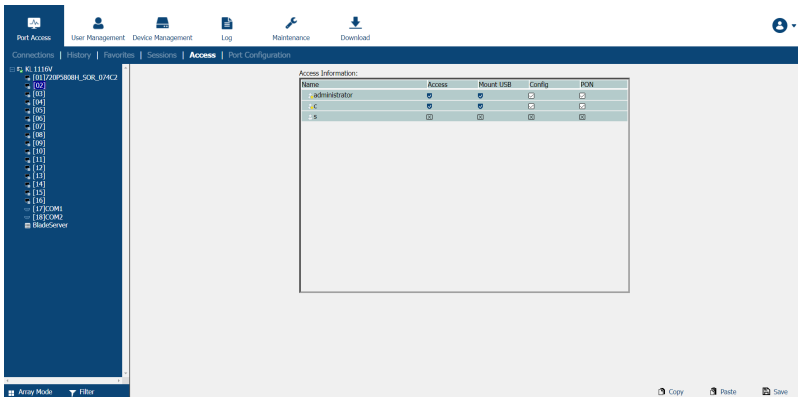 Port Access User Management Device Management Log Maintenance Download
Connections | History | Favorites | Sessions | Access | Port Configuration
KL1116V
[01]720P5808H_SOR_074C2
[02]
[03]
[04]
[05]
[06]
[07]
[08]
[09]
[10]
[11]
[12]
[13]
[14]
[15]
[16]
[17]COM1
[18]COM2
BladeServer
Access Information:
Name Access Mount USB Config PON
administrator
c
s
Array Mode Filter
Copy Paste Save